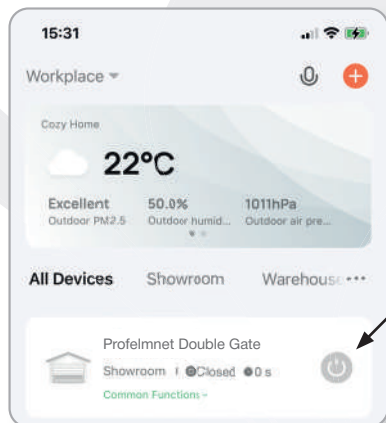 15:31
Workplace
Cozy Home
22°C
Excellent 50.0% 1011hPa
Outdoor PM2.5 Outdoor humid... Outdoor air pre...
All Devices Showroom Warehouse ...
Profelmnet Double Gate
Showroom Closed 0 s
Common Functions